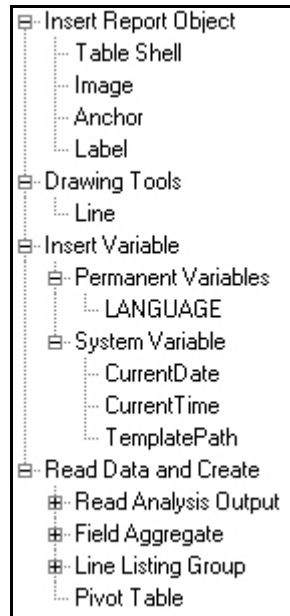 Insert Report Object
Table Shell
Image
Anchor
Label
Drawing Tools
Line
Insert Variable
Permanent Variables
LANGUAGE
System Variable
CurrentDate
CurrentTime
TemplatePath
Read Data and Create
Read Analysis Output
Field Aggregate
Line Listing Group
Pivot Table